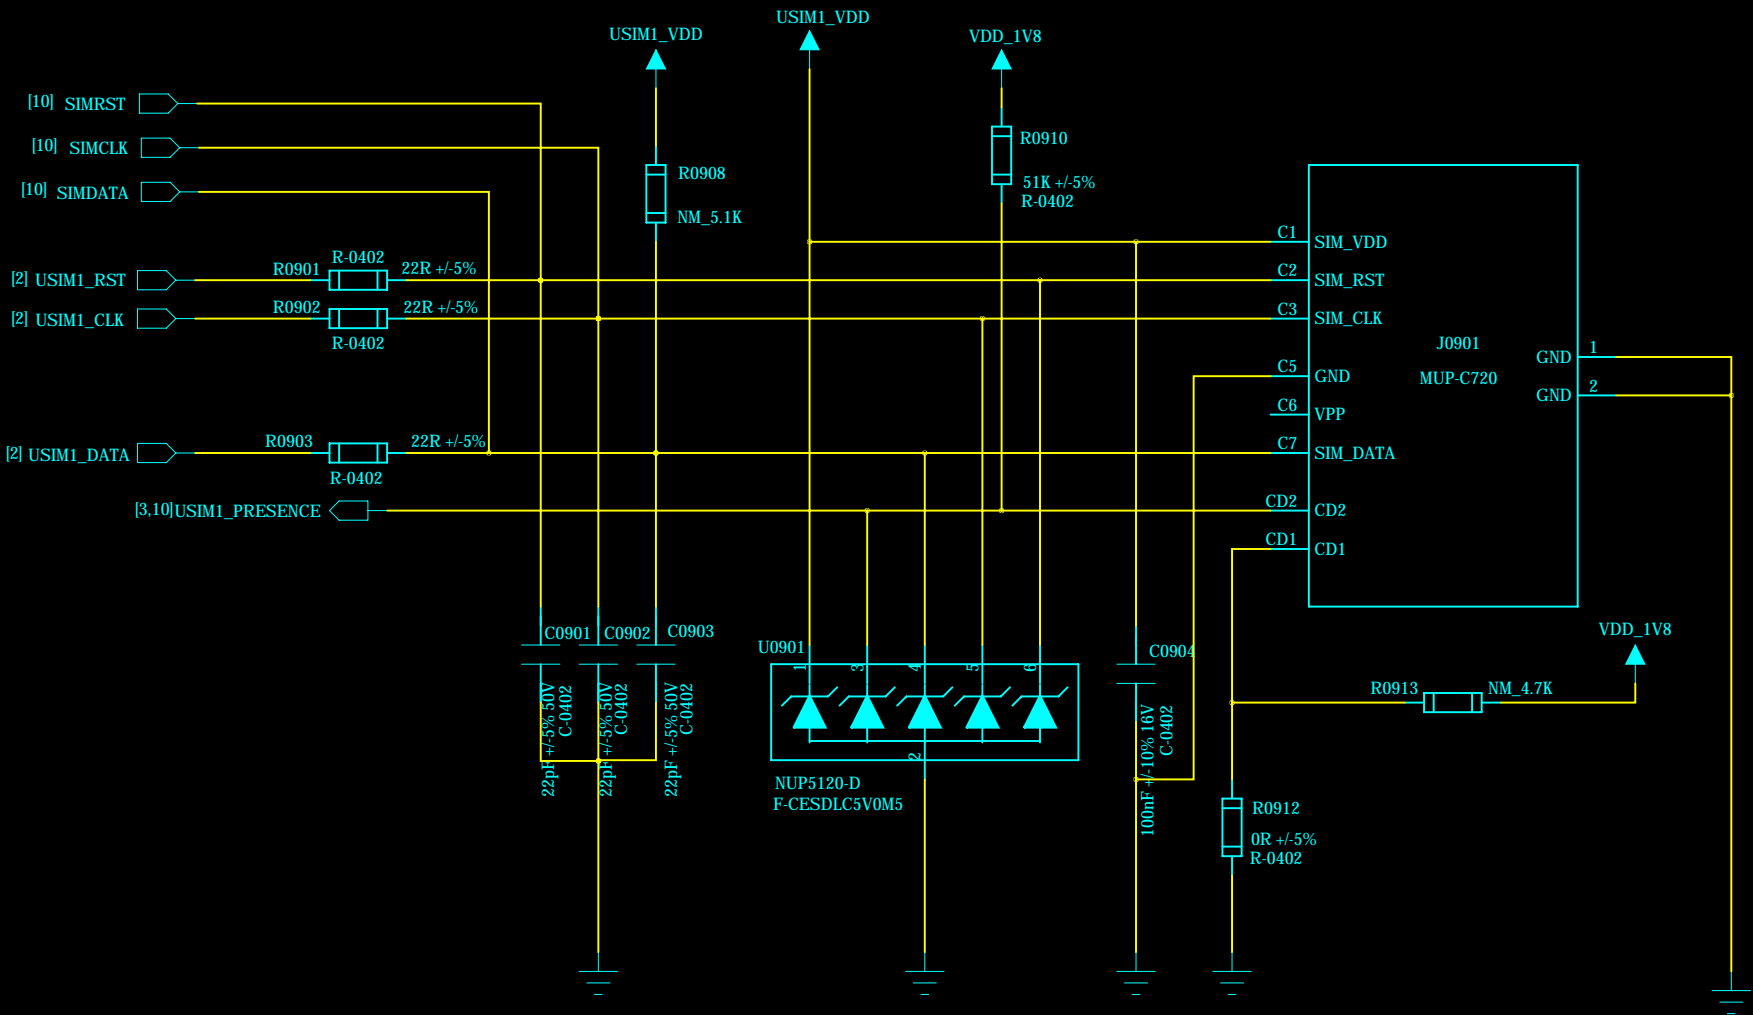 USIM1_VDD
USIM1_VDD
VDD_1V8
[10] SIMRST
[10] SIMCLK
[10] SIMDATA
R0908
NM_5.1K
R0910
51K +/-5%
R-0402
[2] USIM1_RST
R0901
R-0402
22R +/-5%
[2] USIM1_CLK
R0902
22R +/-5%
R-0402
[2] USIM1_DATA
R0903
22R +/-5%
R-0402
[3,10]USIM1_PRESENCE
C1
SIM_VDD
C2
SIM_RST
C3
SIM_CLK
C5
GND
C6
VPP
C7
SIM_DATA
CD2
CD2
CD1
CD1
J0901
MUP-C720
GND
1
GND
2
C0901
22pF +/-5% 50V
C-0402
C0902
22pF +/-5% 50V
C-0402
C0903
22pF +/-5% 50V
C-0402
U0901
1
3
4
5
6
2
NUP5120-D
F-CESDLC5V0M5
C0904
100nF +/-10% 16V
C-0402
VDD_1V8
R0913
NM_4.7K
R0912
0R +/-5%
R-0402